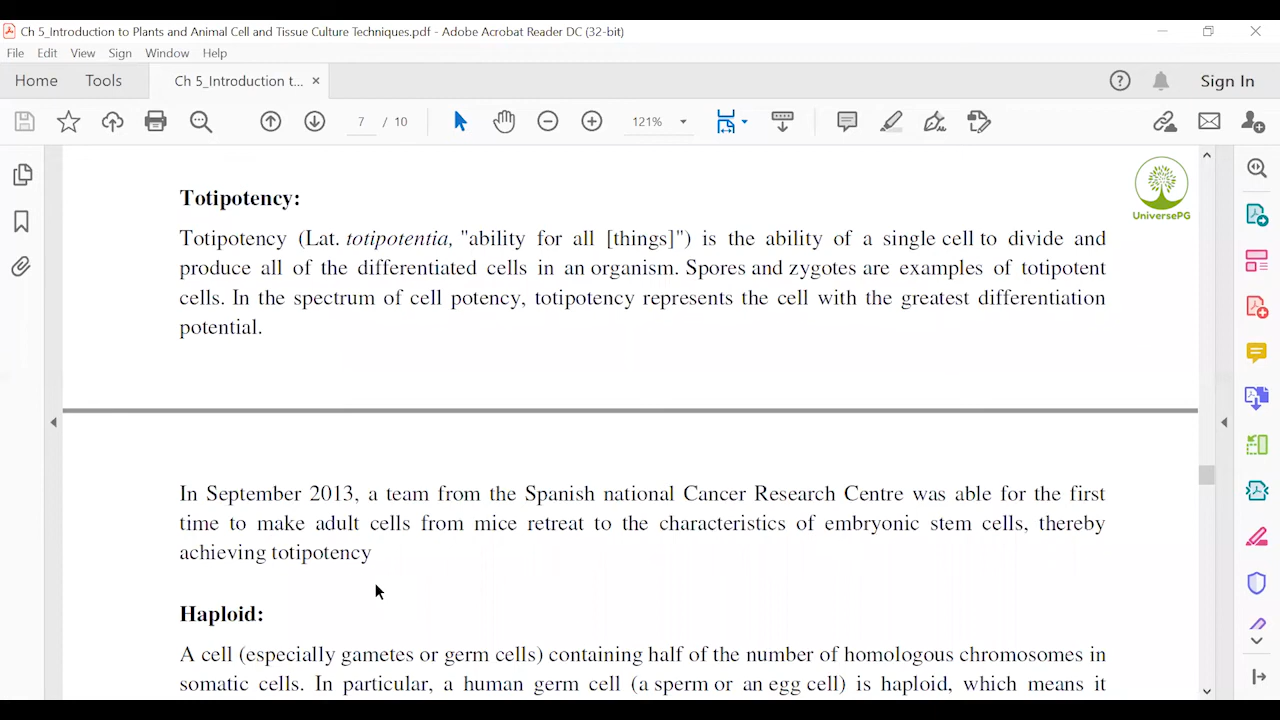 Ch 5_Introduction to Plants and Animal Cell and Tissue Culture Techniques.pdf - Adobe Acrobat Reader DC (32-bit)
File Edit View Sign Window Help
Home Tools Ch 5_Introduction t... × Sign In
7 / 10 121%
UniversePG
Totipotency:
Totipotency (Lat. totipotentia, "ability for all [things]") is the ability of a single cell to divide and
produce all of the differentiated cells in an organism. Spores and zygotes are examples of totipotent
cells. In the spectrum of cell potency, totipotency represents the cell with the greatest differentiation
potential.
In September 2013, a team from the Spanish national Cancer Research Centre was able for the first
time to make adult cells from mice retreat to the characteristics of embryonic stem cells, thereby
achieving totipotency
Haploid:
A cell (especially gametes or germ cells) containing half of the number of homologous chromosomes in
somatic cells. In particular, a human germ cell (a sperm or an egg cell) is haploid, which means it